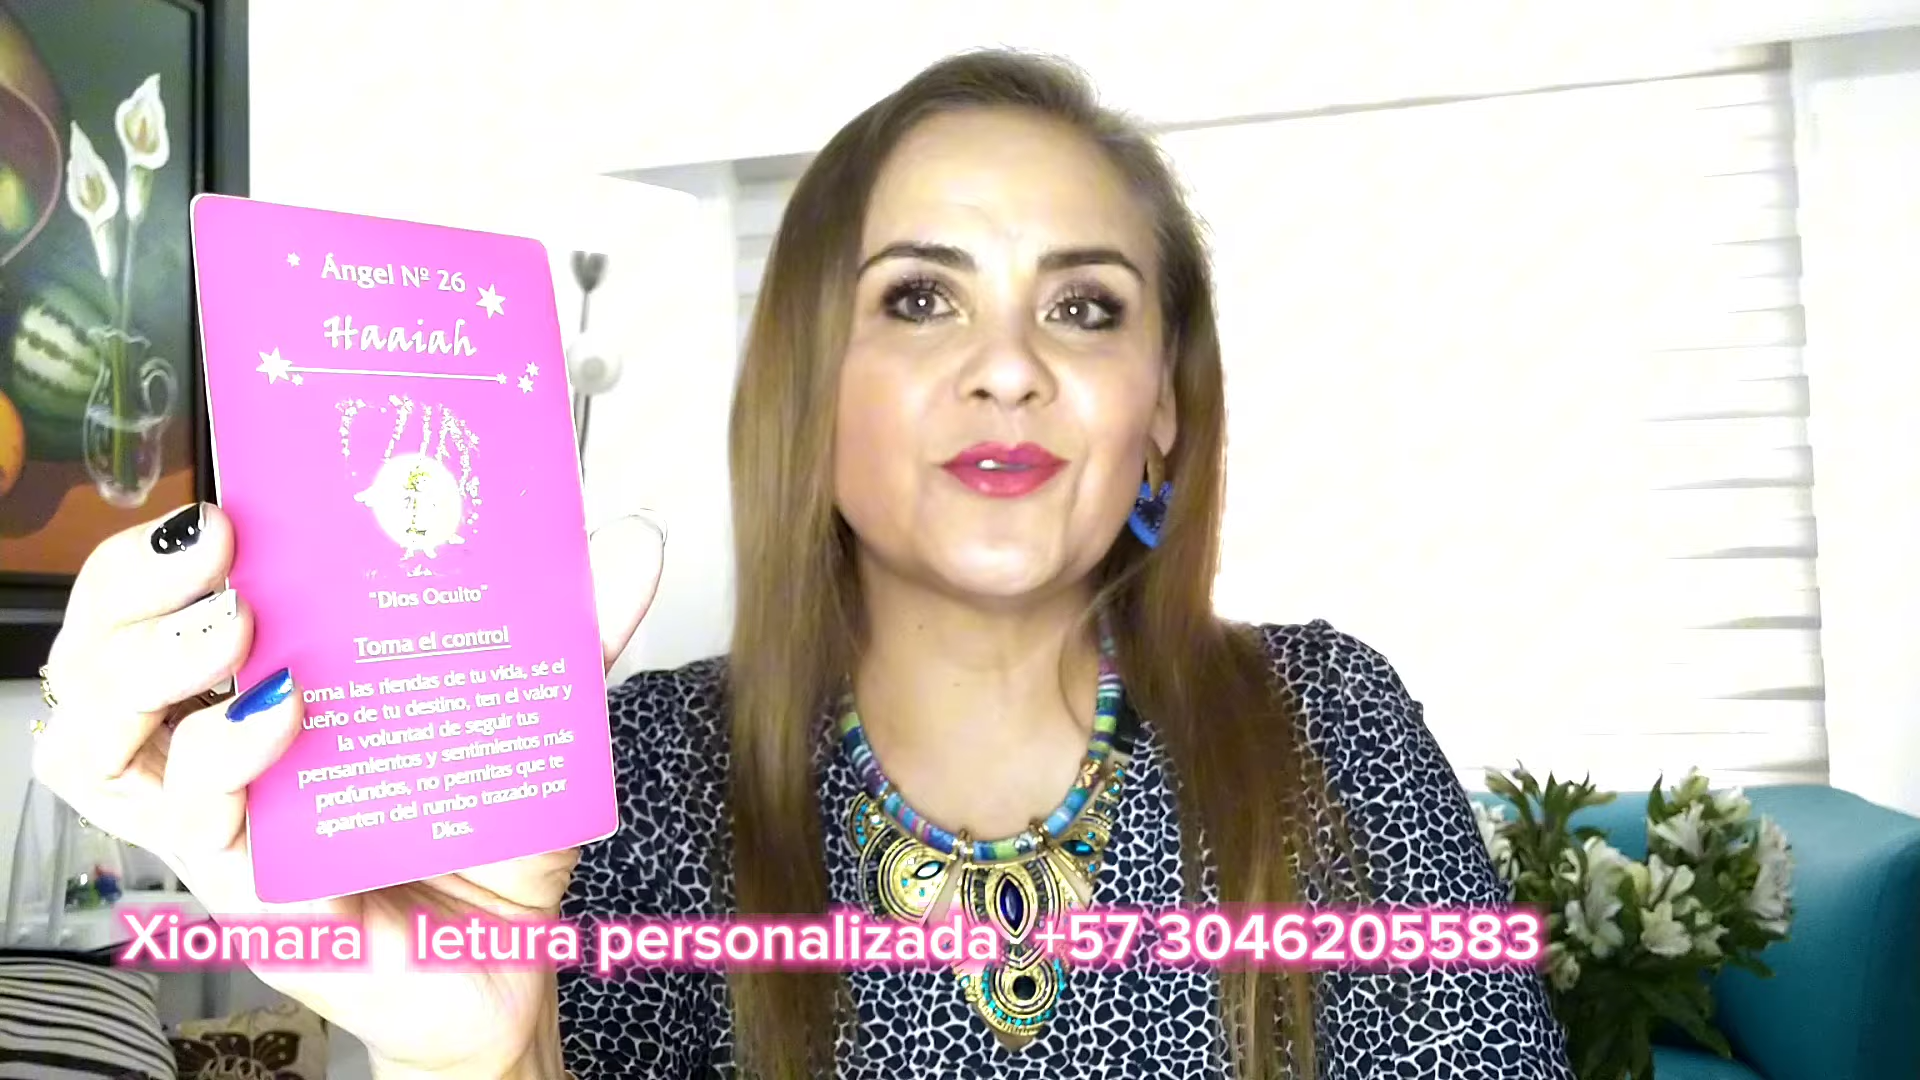 Ángel Nº 26
Haaiah
"Dios Oculto"
Toma el control
oma las riendas de tu vida, sé el
ueño de tu destino, ten el valor y
la voluntad de seguir tus
pensamientos y sentimientos más
profundos, no permitas que te
aparten del rumbo trazado por
Dios.
Xiomara letura personalizada +57 3046205583